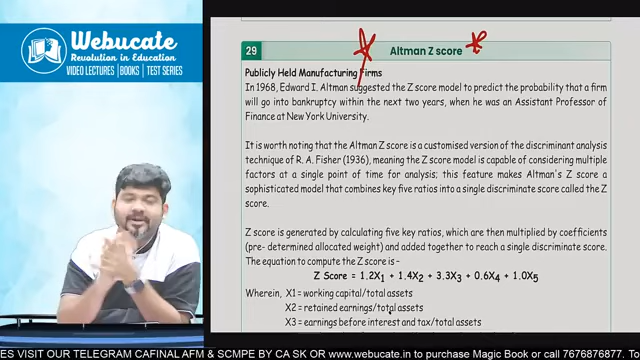 Webucate
Revolution in Education
VIDEO LECTURES | BOOKS | TEST SERIES
29 Altman Z score
Publicly Held Manufacturing Firms
In 1968, Edward I. Altman suggested the Z score model to predict the probability that a firm
will go into bankruptcy within the next two years, when he was an Assistant Professor of
Finance at New York University.
It is worth noting that the Altman Z score is a customised version of the discriminant analysis
technique of R. A. Fisher (1936), meaning the Z score model is capable of considering multiple
factors at a single point of time for analysis; this feature makes Altman's Z score a
sophisticated model that combines key five ratios into a single discriminate score called the Z
score.
Z score is generated by calculating five key ratios, which are then multiplied by coefficients
(pre- determined allocated weight) and added together to reach a single discriminate score.
The equation to compute the Z score is -
Z Score = 1.2X1 + 1.4X2 + 3.3X3 + 0.6X4 + 1.0X5
Wherein, X1 = working capital/total assets
X2 = retained earnings/total assets
X3 = earnings before interest and tax/total assets
ES VISIT OUR TELEGRAM CAFINAL AFM & SCMPE BY CA SK OR www.webucate.in to purchase Magic Book OR call 7676876877.